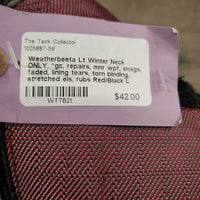 The Tack Collector
1005887-59
Weatherbeeta Lt Winter Neck
ONLY, *gc, repairs, mnr wpf, snags,
faded, lining tears, torn binding,
stretched els, rubs Red/Black L
$42.00
WTTB21